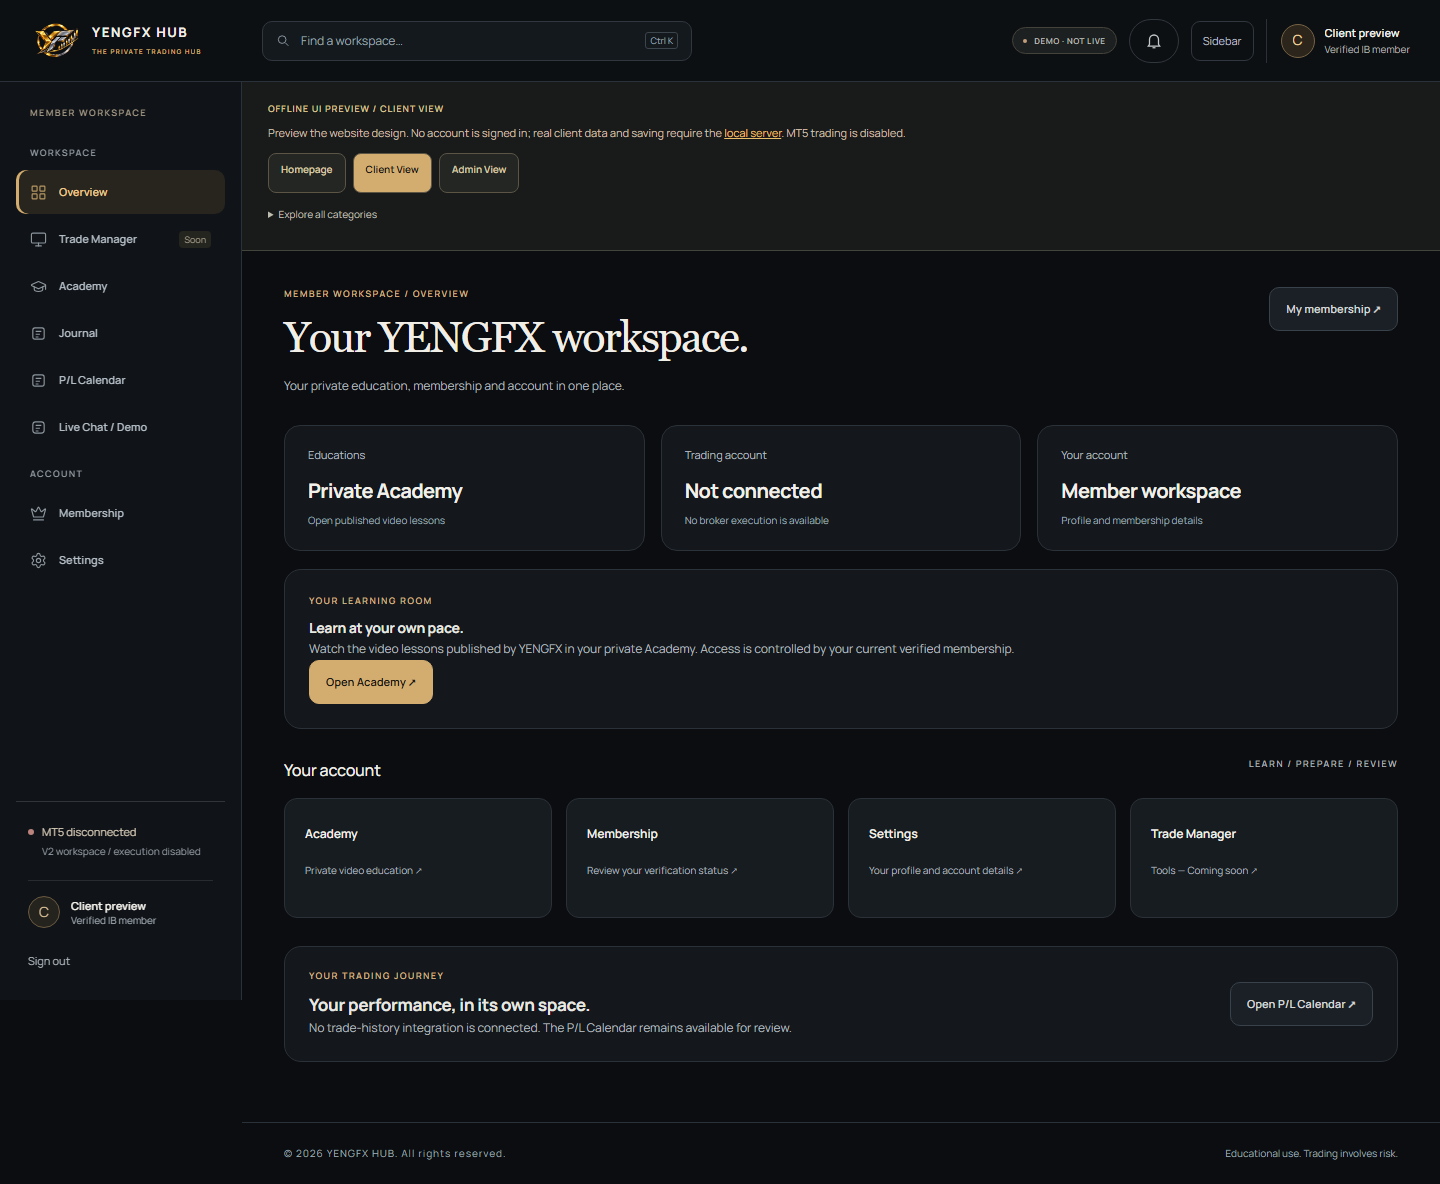 YENGFX HUB
THE PRIVATE TRADING HUB
Find a workspace...
Ctrl K
DEMO · NOT LIVE
Sidebar
C
Client preview
Verified IB member
MEMBER WORKSPACE
WORKSPACE
Overview
Trade Manager
Soon
Academy
Journal
P/L Calendar
Live Chat / Demo
ACCOUNT
Membership
Settings
MT5 disconnected
V2 workspace / execution disabled
C
Client preview
Verified IB member
Sign out
OFFLINE UI PREVIEW / CLIENT VIEW
Preview the website design. No account is signed in; real client data and saving require the local server. MT5 trading is disabled.
Homepage
Client View
Admin View
▶ Explore all categories
MEMBER WORKSPACE / OVERVIEW
Your YENGFX workspace.
Your private education, membership and account in one place.
My membership ↗
Educations
Private Academy
Open published video lessons
Trading account
Not connected
No broker execution is available
Your account
Member workspace
Profile and membership details
YOUR LEARNING ROOM
Learn at your own pace.
Watch the video lessons published by YENGFX in your private Academy. Access is controlled by your current verified membership.
Open Academy ↗
Your account
LEARN / PREPARE / REVIEW
Academy
Private video education ↗
Membership
Review your verification status ↗
Settings
Your profile and account details ↗
Trade Manager
Tools — Coming soon ↗
YOUR TRADING JOURNEY
Your performance, in its own space.
No trade-history integration is connected. The P/L Calendar remains available for review.
Open P/L Calendar ↗
© 2026 YENGFX HUB. All rights reserved.
Educational use. Trading involves risk.